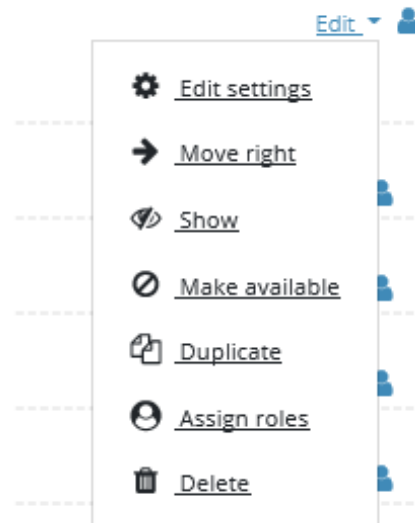 Edit
Edit settings
Move right
Show
Make available
Duplicate
Assign roles
Delete